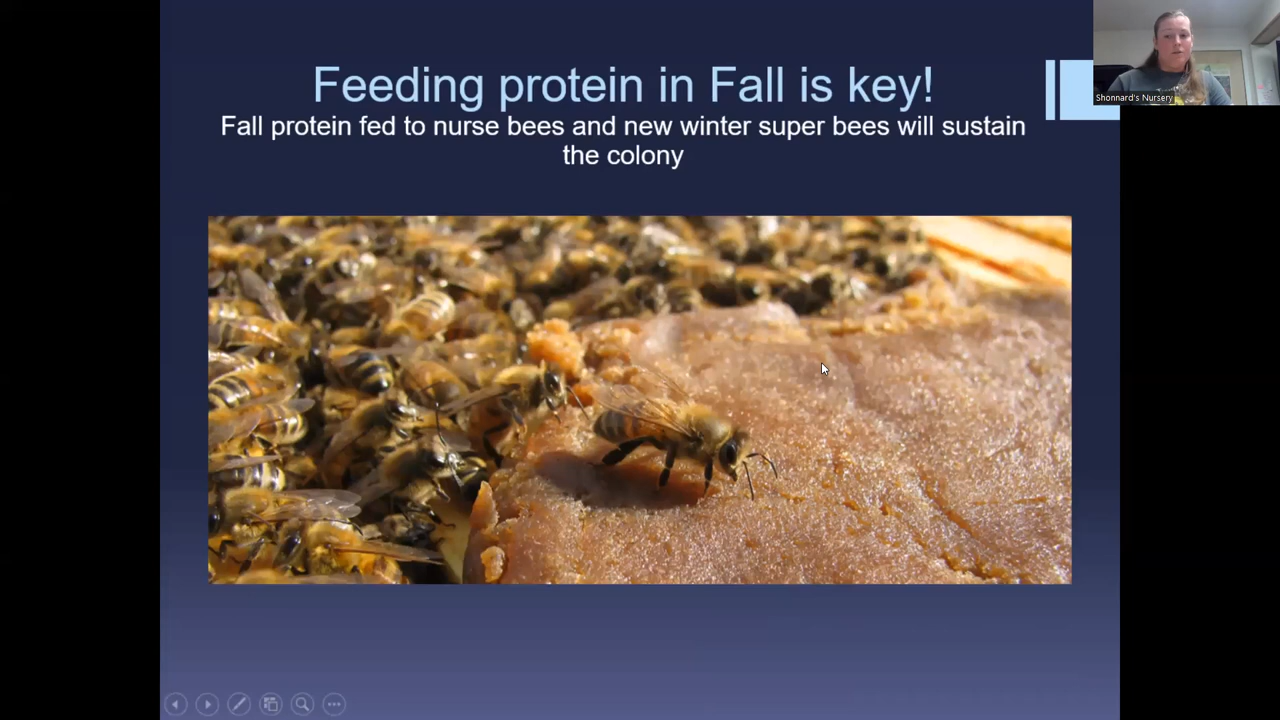 Feeding protein in Fall is key!
Fall protein fed to nurse bees and new winter super bees will sustain
the colony
Shonnard's Nursery